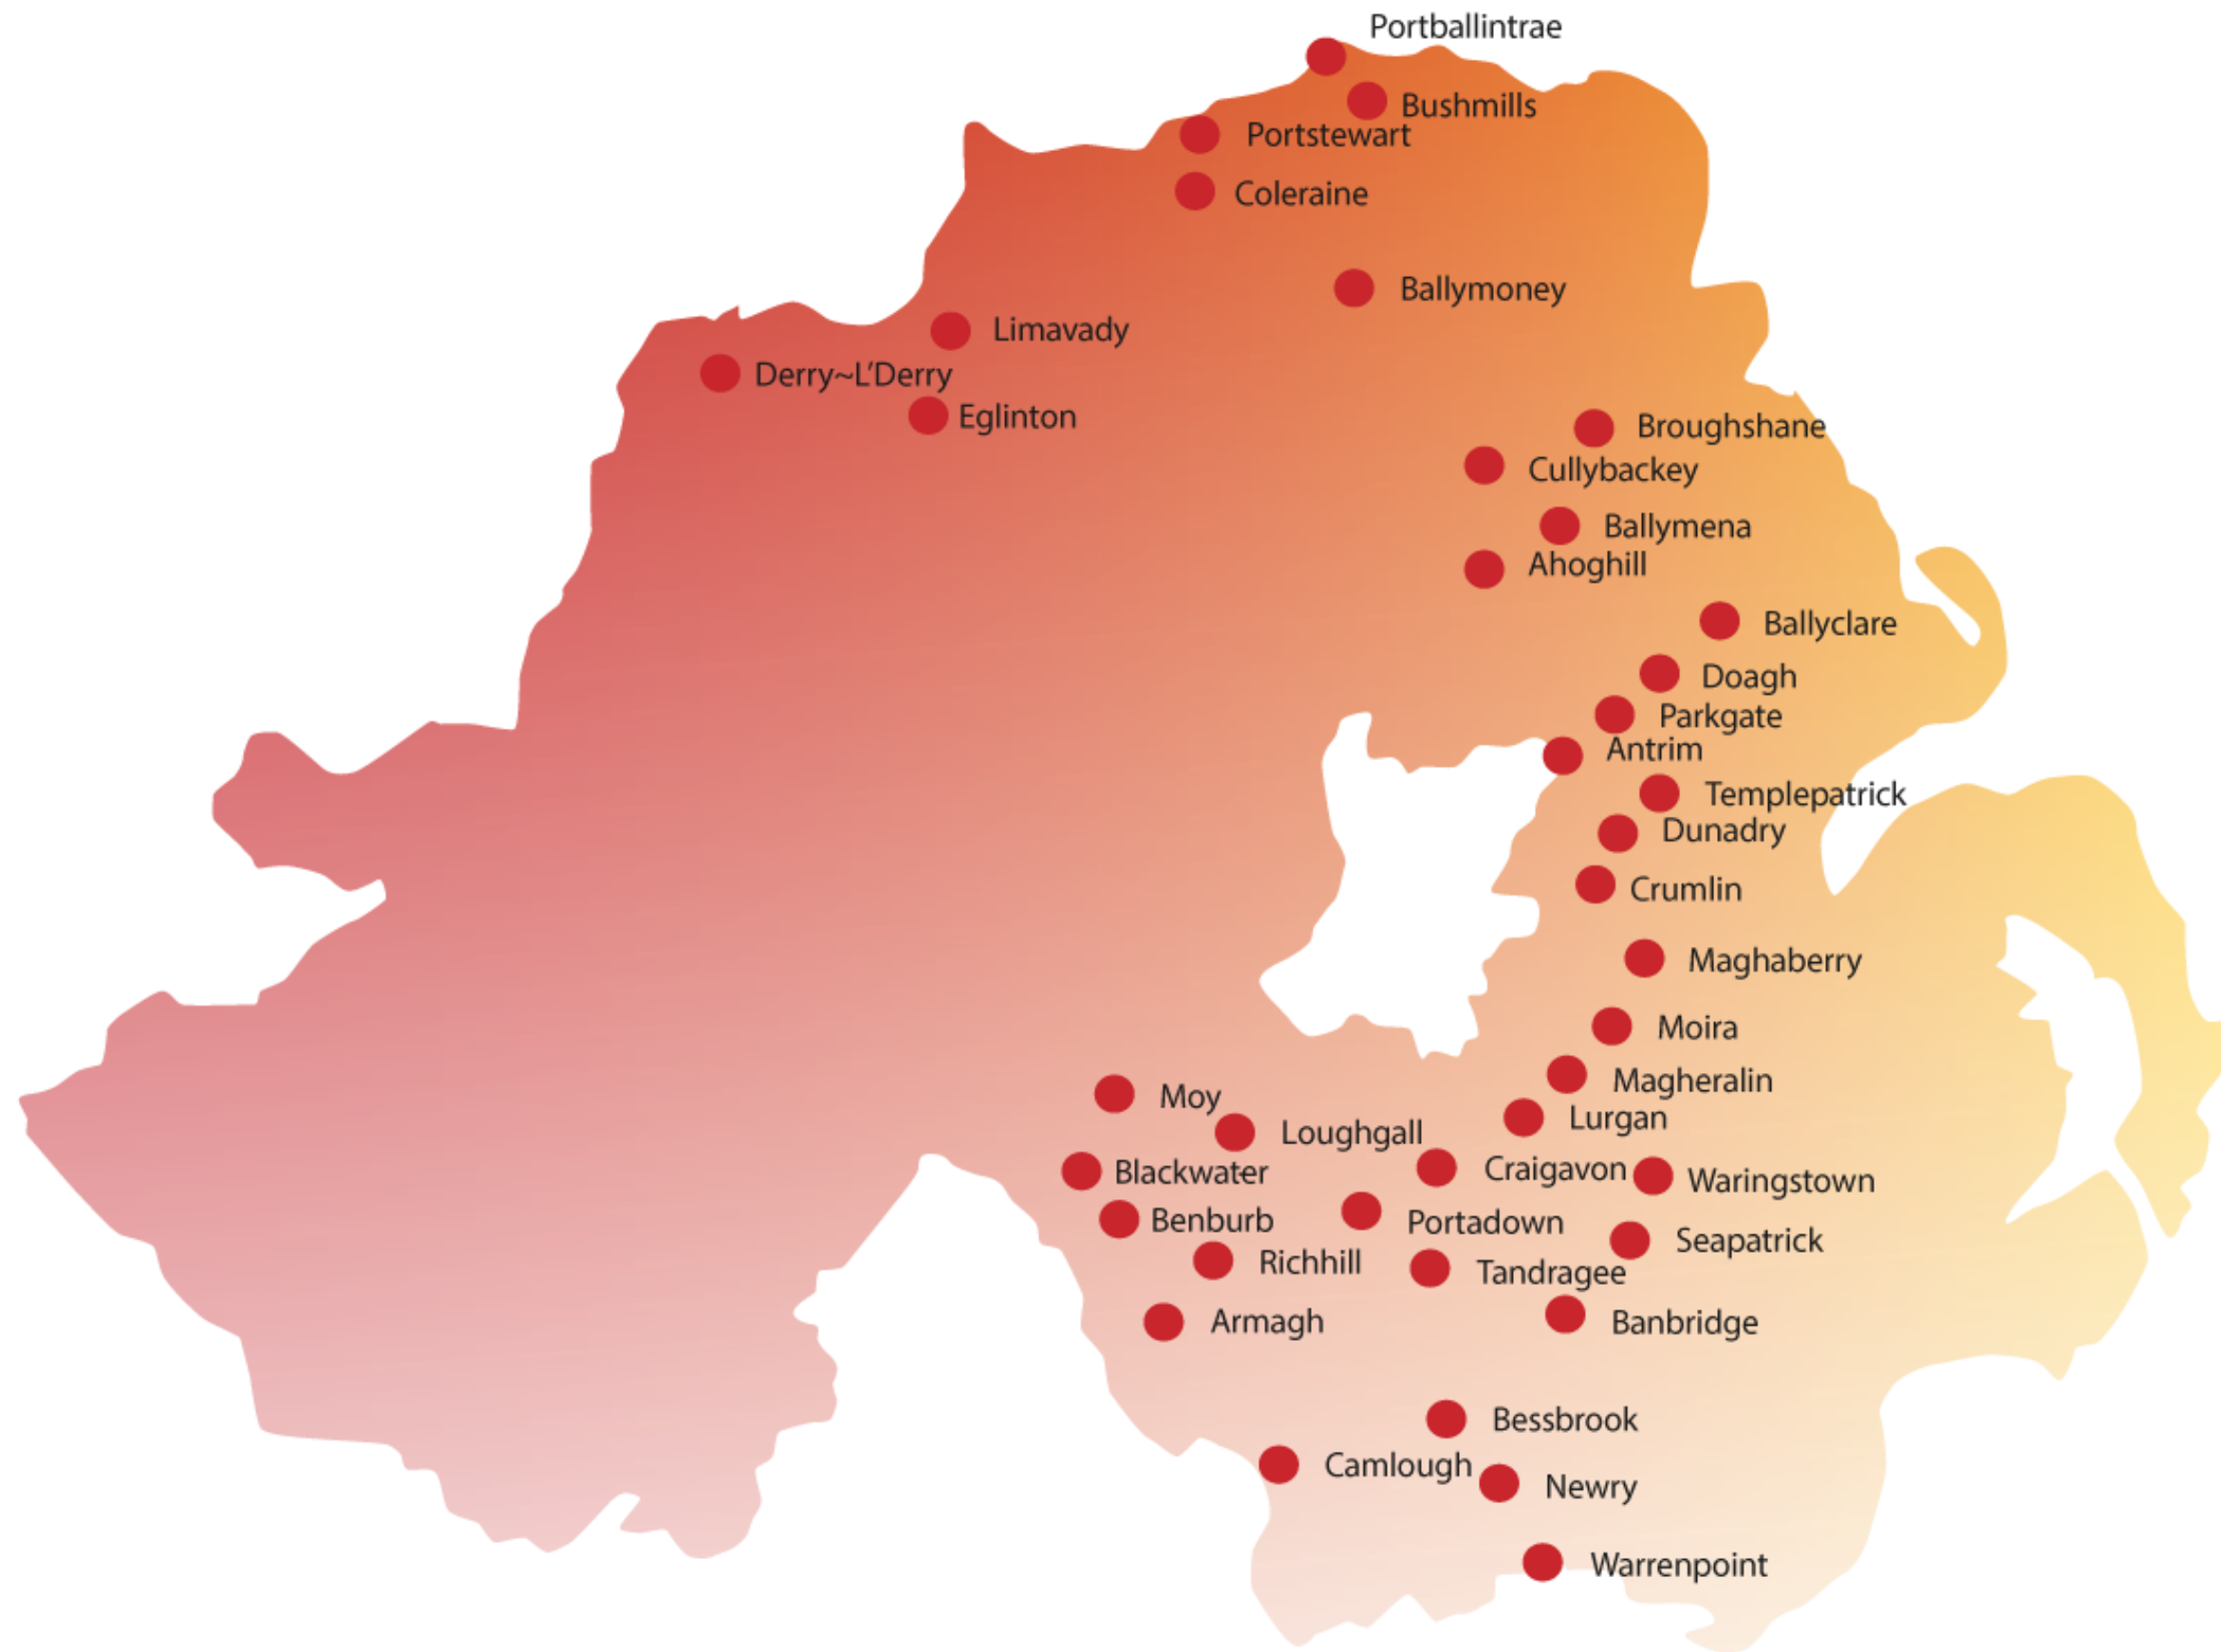 Portballintrae
Bushmills
Portstewart
Coleraine
Ballymoney
Limavady
Derry~L'Derry
Eglinton
Broughshane
Cullybackey
Ballymena
Ahoghill
Ballyclare
Doagh
Parkgate
Antrim
Templepatrick
Dunadry
Crumlin
Maghaberry
Moira
Magheralin
Moy
Lurgan
Loughgall
Craigavon
Blackwater
Waringstown
Benburb
Portadown
Seapatrick
Richhill
Tandragee
Armagh
Banbridge
Bessbrook
Camlough
Newry
Warrenpoint